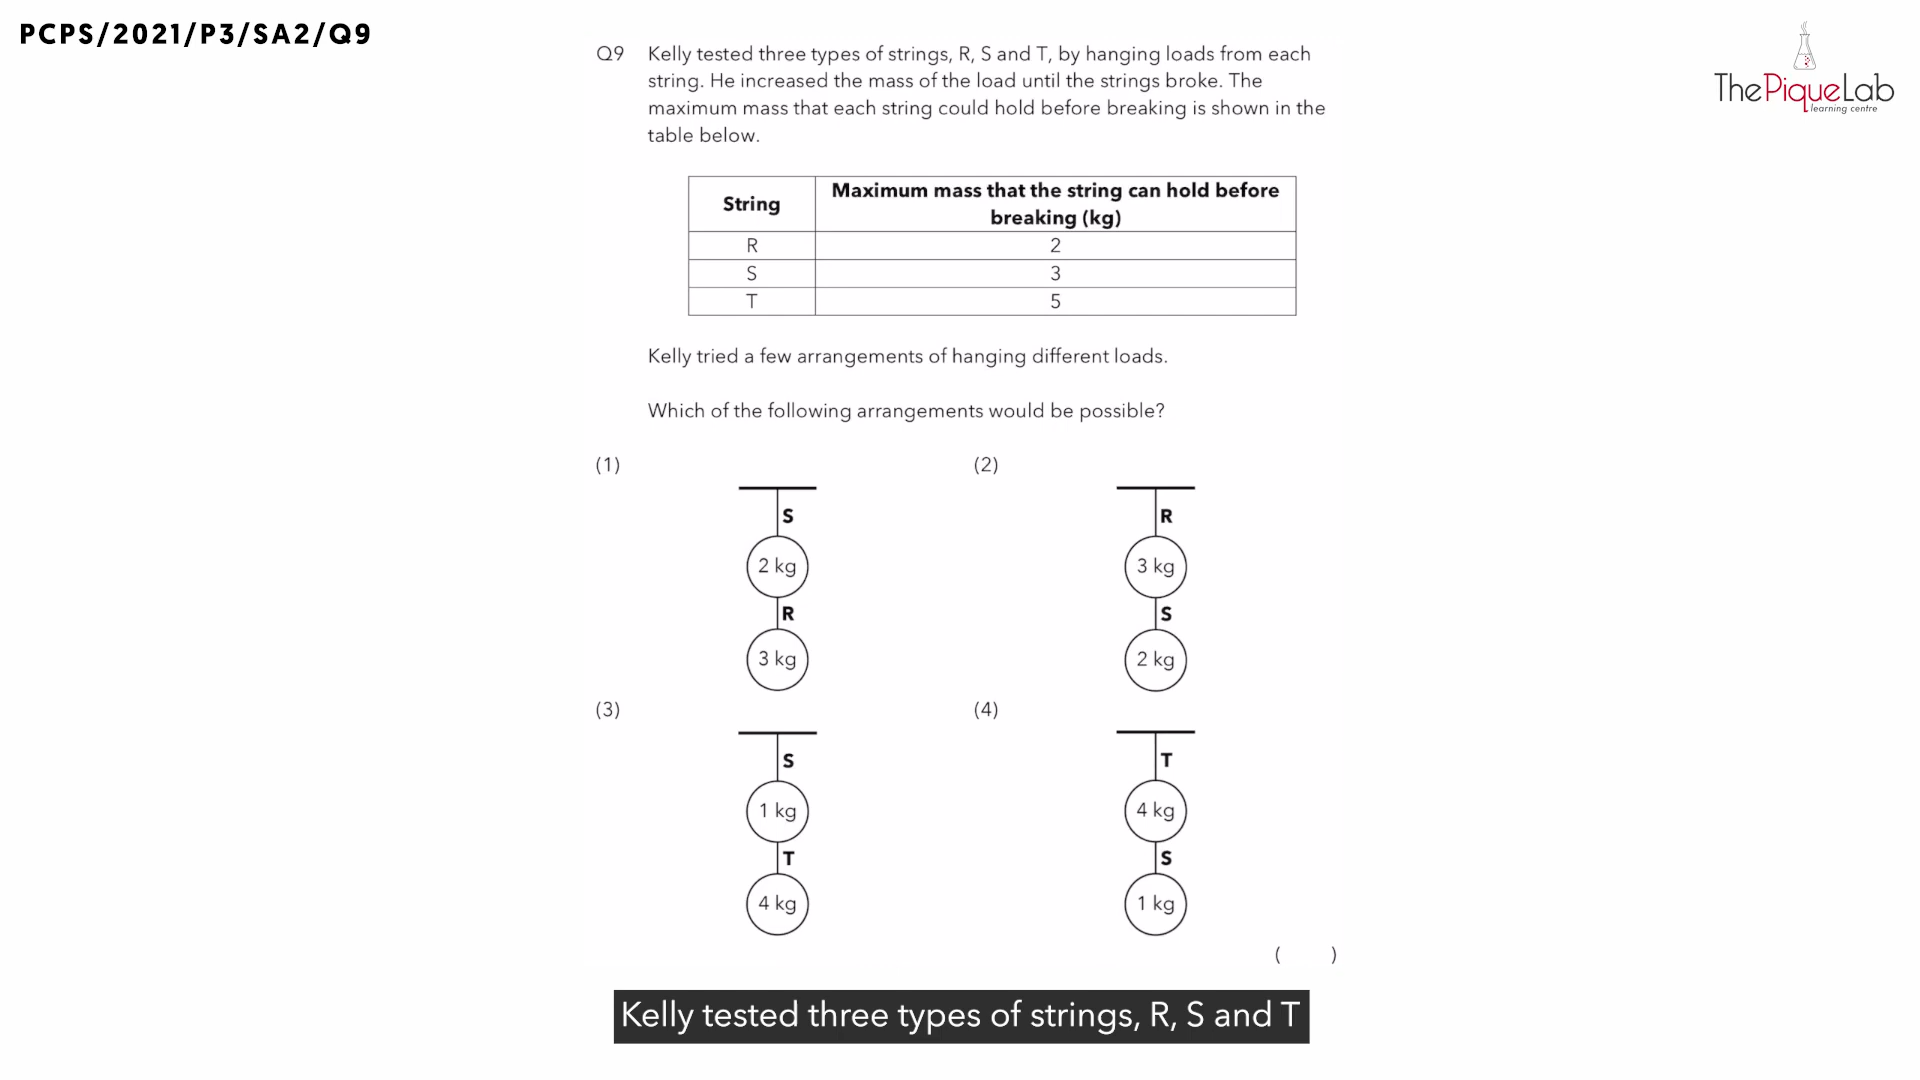 PCPS/2021/P3/SA2/Q9
ThePiqueLab
learning centre
Q9 Kelly tested three types of strings, R, S and T, by hanging loads from each
string. He increased the mass of the load until the strings broke. The
maximum mass that each string could hold before breaking is shown in the
table below.
String Maximum mass that the string can hold before
breaking (kg)
R 2
S 3
T 5
Kelly tried a few arrangements of hanging different loads.
Which of the following arrangements would be possible?
(1) (2)
S R
2 kg 3 kg
R S
3 kg 2 kg
(3) (4)
S T
1 kg 4 kg
T S
4 kg 1 kg
( )
Kelly tested three types of strings, R, S and T